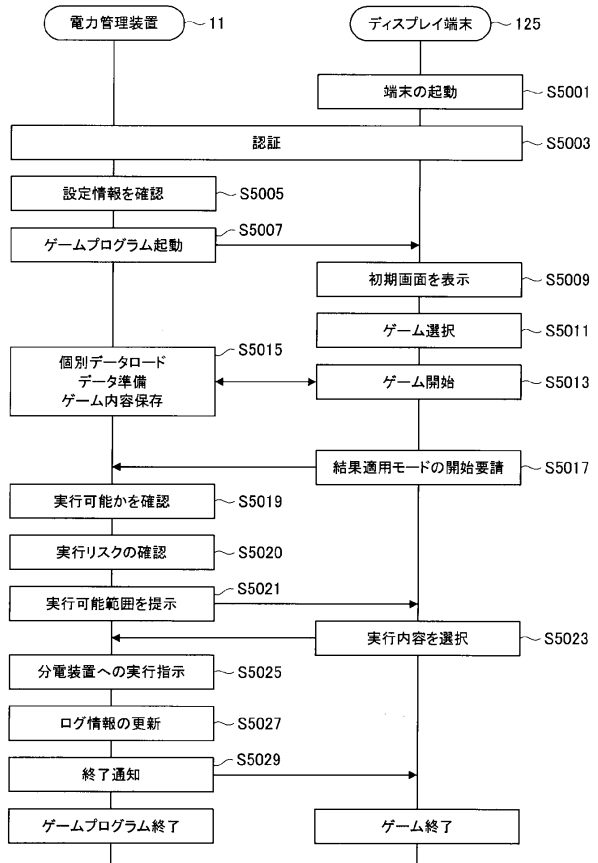 電力管理装置
11
ディスプレイ端末
125
端末の起動
S5001
認証
S5003
設定情報を確認
S5005
ゲームプログラム起動
S5007
初期画面を表示
S5009
ゲーム選択
S5011
個別データロード
データ準備
ゲーム内容保存
S5015
ゲーム開始
S5013
結果適用モードの開始要請
S5017
実行可能かを確認
S5019
実行リスクの確認
S5020
実行可能範囲を提示
S5021
実行内容を選択
S5023
分電装置への実行指示
S5025
ログ情報の更新
S5027
終了通知
S5029
ゲームプログラム終了
ゲーム終了